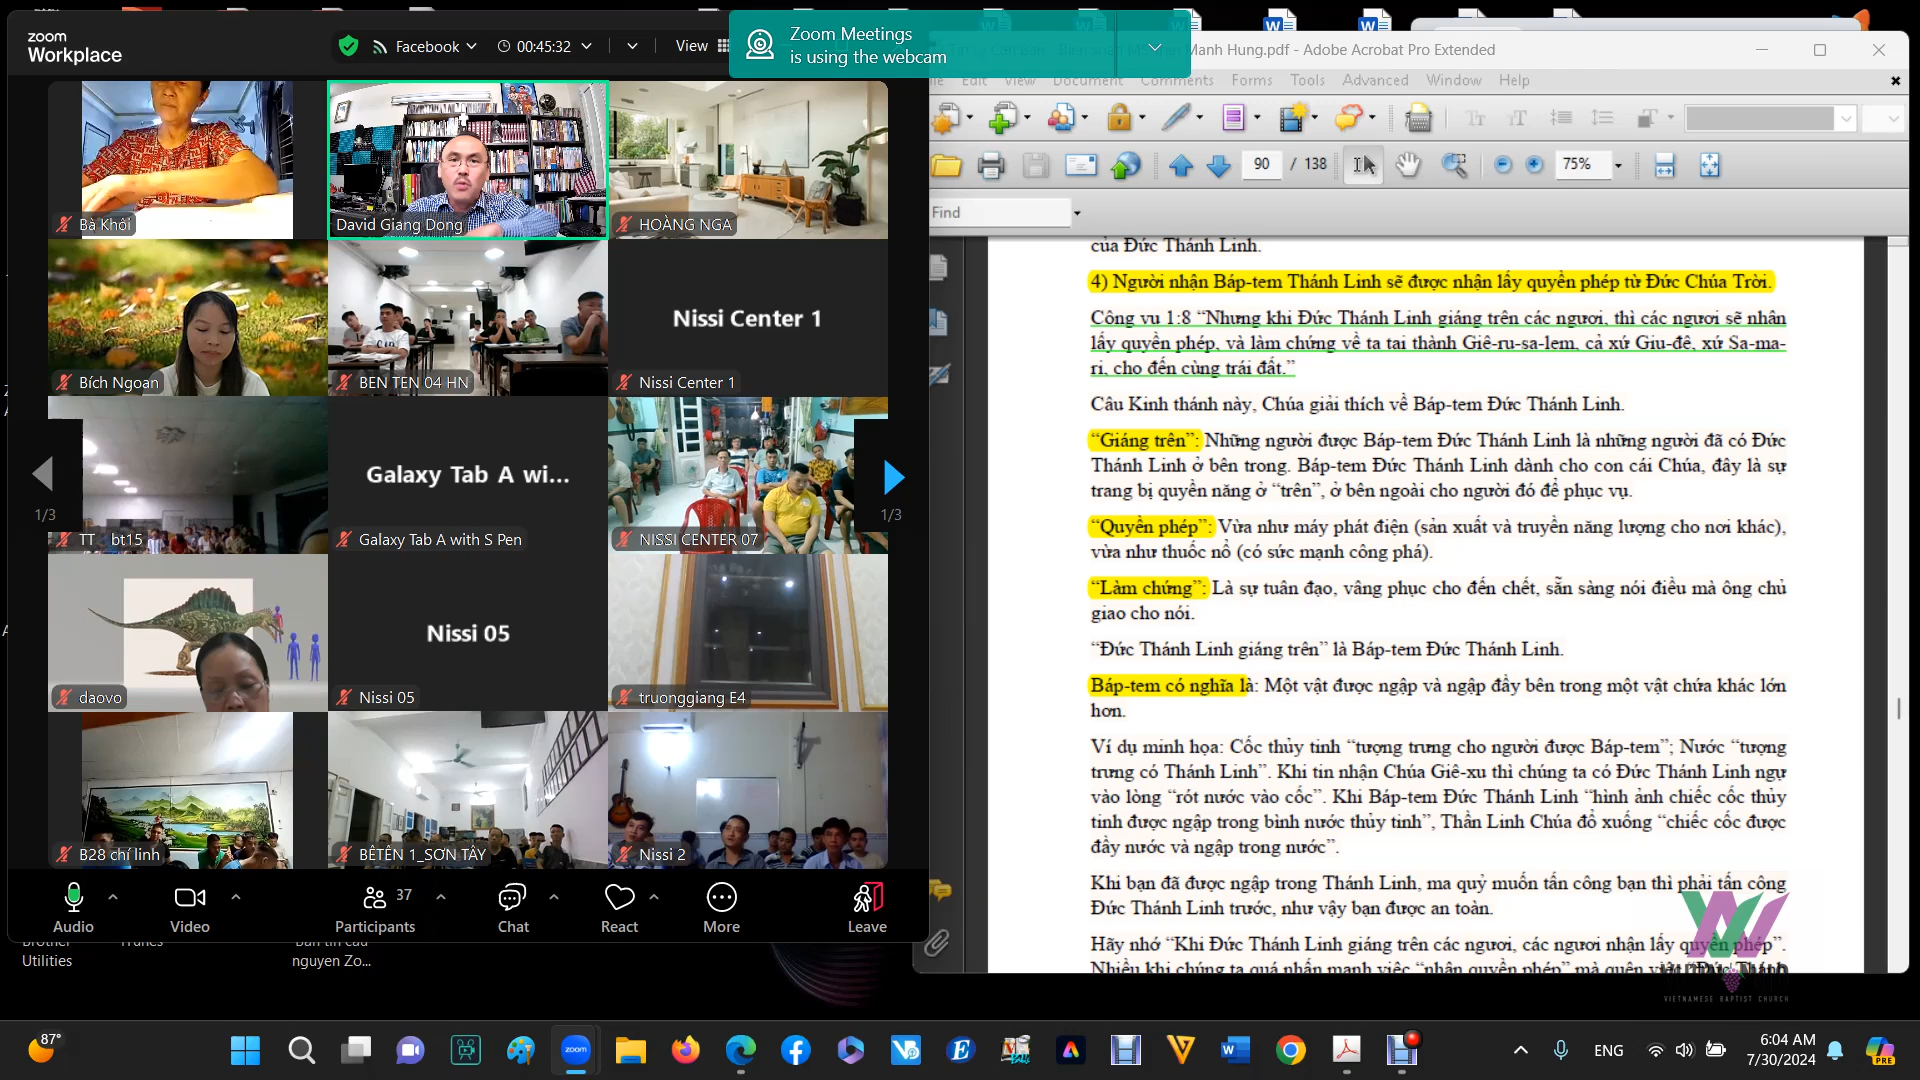 zoom
Workplace
Facebook
00:45:32
View
Zoom Meetings
is using the webcam
Manh Hung.pdf - Adobe Acrobat Pro Extended
Edit View Document Comments Forms Tools Advanced Window Help
90 / 138
75%
Find
Bà Khôi
David Giang Dong
HOÀNG NGA
Bích Ngoan
BEN TEN 04 HN
Nissi Center 1
Nissi Center 1
1/3
TT_bt15
Galaxy Tab A wi...
Galaxy Tab A with S Pen
NISSI CENTER 07
1/3
daovo
Nissi 05
Nissi 05
truonggiang E4
B28 chí linh
BÊTÊN 1_SƠN TÂY
Nissi 2
Audio
Video
37
Participants
Chat
React
More
Leave
Utilities
nguyen Zo...
của Đức Thánh Linh.
4) Người nhận Báp-tem Thánh Linh sẽ được nhận lấy quyền phép từ Đức Chúa Trời.
Công vụ 1:8 “Nhưng khi Đức Thánh Linh giáng trên các ngươi, thì các ngươi sẽ nhân
lấy quyền phép, và làm chứng về ta tại thành Giê-ru-sa-lem, cả xứ Giu-đê, xứ Sa-ma-
ri, cho đến cùng trái đất.”
Câu Kinh thánh này, Chúa giải thích về Báp-tem Đức Thánh Linh.
“Giáng trên”: Những người được Báp-tem Đức Thánh Linh là những người đã có Đức
Thánh Linh ở bên trong. Báp-tem Đức Thánh Linh dành cho con cái Chúa, đây là sự
trang bị quyền năng ở “trên”, ở bên ngoài cho người đó để phục vụ.
“Quyền phép”: Vừa như máy phát điện (sản xuất và truyền năng lượng cho nơi khác),
vừa như thuốc nổ (có sức mạnh công phá).
“Làm chứng”: Là sự tuân đạo, vâng phục cho đến chết, sẵn sàng nói điều mà ông chủ
giao cho nói.
“Đức Thánh Linh giáng trên” là Báp-tem Đức Thánh Linh.
Báp-tem có nghĩa là: Một vật được ngập và ngập đầy bên trong một vật chứa khác lớn
hơn.
Ví dụ minh họa: Cốc thủy tinh “tượng trưng cho người được Báp-tem”; Nước “tượng
trưng có Thánh Linh”. Khi tin nhận Chúa Giê-xu thì chúng ta có Đức Thánh Linh ngự
vào lòng “rót nước vào cốc”. Khi Báp-tem Đức Thánh Linh “hình ảnh chiếc cốc thủy
tinh được ngập trong bình nước thủy tinh”, Thần Linh Chúa đổ xuống “chiếc cốc được
đầy nước và ngập trong nước”.
Khi bạn đã được ngập trong Thánh Linh, ma quỷ muốn tấn công bạn thì phải tấn công
Đức Thánh Linh trước, như vậy bạn được an toàn.
Hãy nhớ “Khi Đức Thánh Linh giáng trên các ngươi, các ngươi nhận lấy quyền phép”.
Nhiều khi chúng ta quá nhấn mạnh việc “nhận quyền phép” mà quên
VIETNAMESE BAPTIST CHURCH
87°
ENG
6:04 AM
7/30/2024